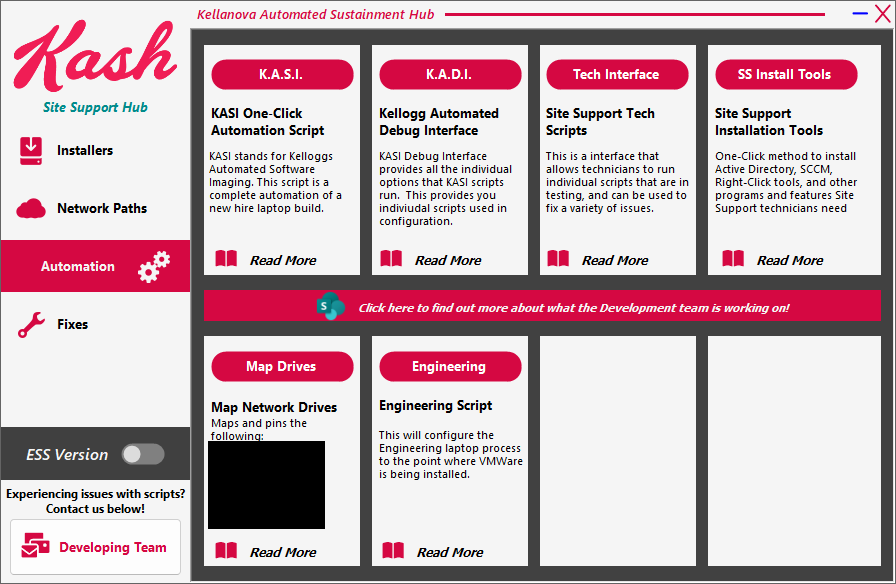 Kellanova Automated Sustainment Hub
Kash
Site Support Hub
Installers
Network Paths
Automation
Fixes
ESS Version
Experiencing issues with scripts?
Contact us below!
Developing Team
K.A.S.I.
KASI One-Click
Automation Script
KASI stands for Kelloggs
Automated Software
Imaging. This script is a
complete automation of a
new hire laptop build.
Read More
K.A.D.I.
Kellogg Automated
Debug Interface
KASI Debug Interface
provides all the individual
options that KASI scripts
run. This provides you
indiviudal scripts used in
configuration.
Read More
Tech Interface
Site Support Tech
Scripts
This is a interface that
allows technicians to run
individual scripts that are in
testing, and can be used to
fix a variety of issues.
Read More
SS Install Tools
Site Support
Installation Tools
One-Click method to install
Active Directory, SCCM,
Right-Click tools, and other
programs and features Site
Support technicians need
Read More
S
Click here to find out more about what the Development team is working on!
Map Drives
Map Network Drives
Maps and pins the
following:
Read More
Engineering
Engineering Script
This will configure the
Engineering laptop process
to the point where VMWare
is being installed.
Read More